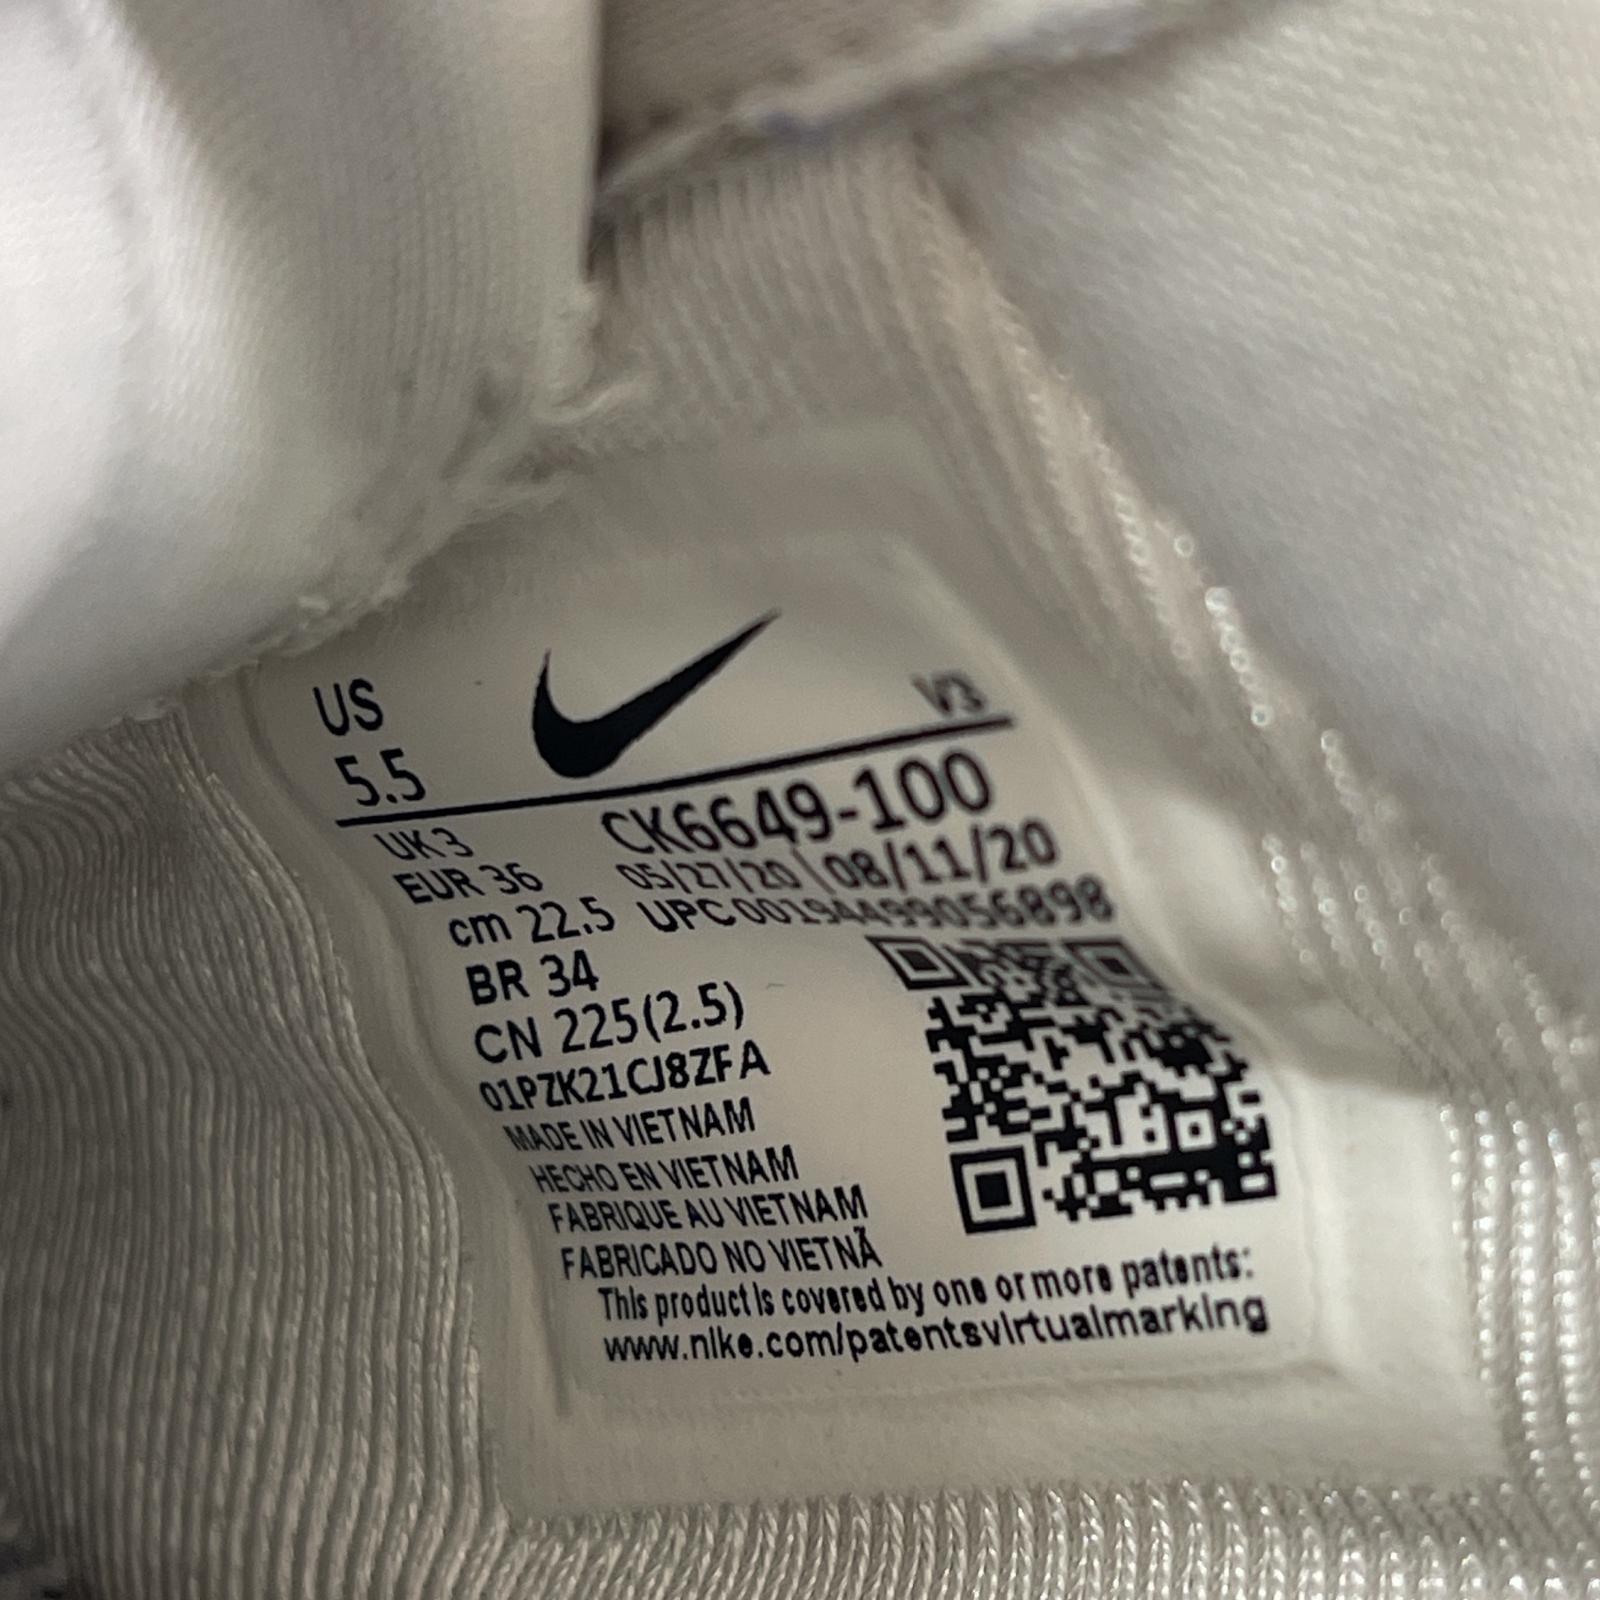 US
5.5
V3
UK 3
CK6649-100
EUR 36
05/27/20 | 08/11/20
cm 22.5
UPC 00194499056898
BR 34
CN 225(2.5)
01PZK21CJ8ZFA
MADE IN VIETNAM
HECHO EN VIETNAM
FABRIQUE AU VIETNAM
FABRICADO NO VIETNÃ
This product is covered by one or more patents:
www.nike.com/patentsvirtualmarking